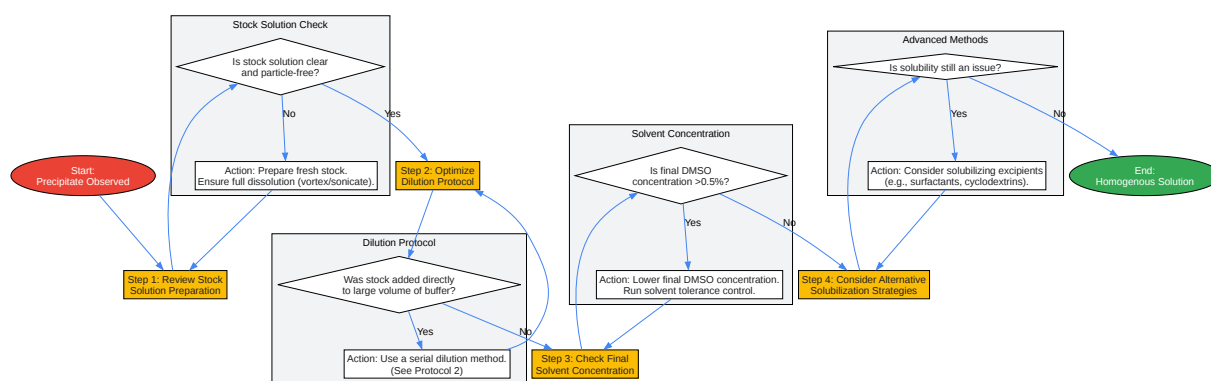 Stock Solution Check
Is stock solution clear
and particle-free?
No
Yes
Action: Prepare fresh stock.
Ensure full dissolution (vortex/sonicate).
Start:
Precipitate Observed
Step 1: Review Stock
Solution Preparation
Step 2: Optimize
Dilution Protocol
Dilution Protocol
Was stock added directly
to large volume of buffer?
Yes
No
Action: Use a serial dilution method.
(See Protocol 2)
Step 3: Check Final
Solvent Concentration
Solvent Concentration
Is final DMSO
concentration >0.5%?
Yes
No
Action: Lower final DMSO concentration.
Run solvent tolerance control.
Step 4: Consider Alternative
Solubilization Strategies
Advanced Methods
Is solubility still an issue?
Yes
No
Action: Consider solubilizing excipients
(e.g., surfactants, cyclodextrins).
End:
Homogenous Solution